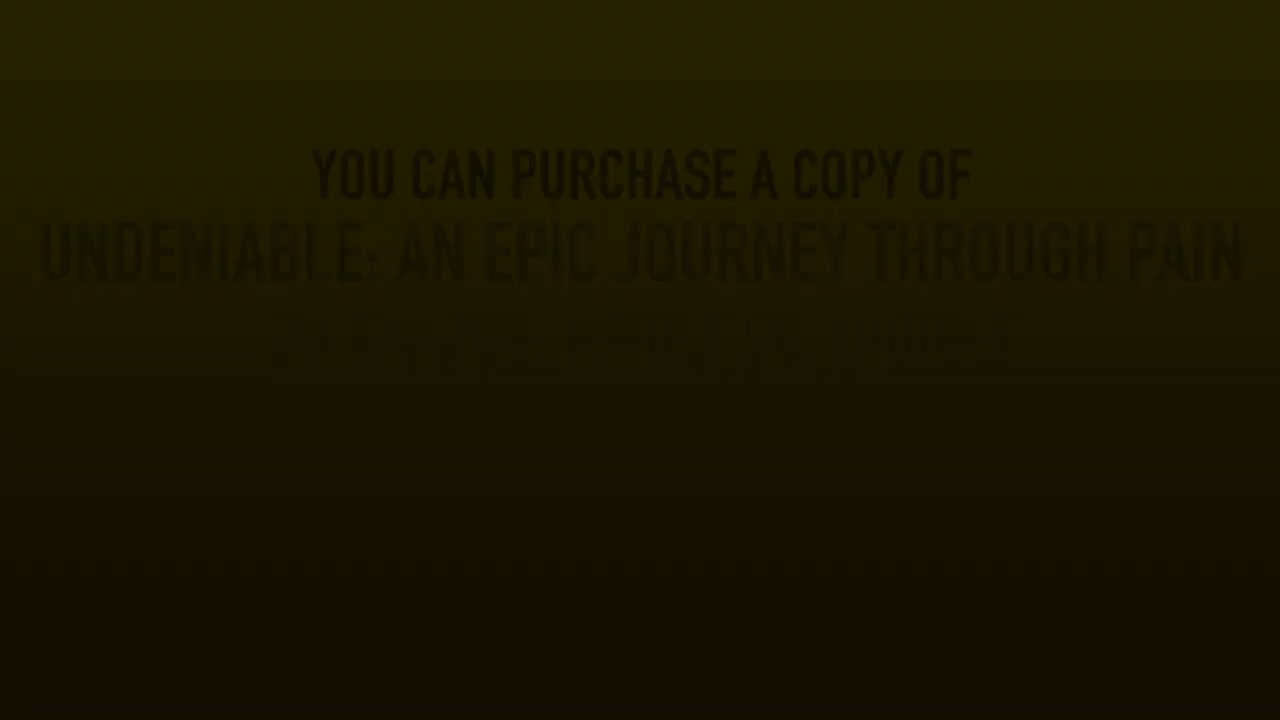 YOU CAN PURCHASE A COPY OF
UNDENIABLE: AN EPIC JOURNEY THROUGH PAIN